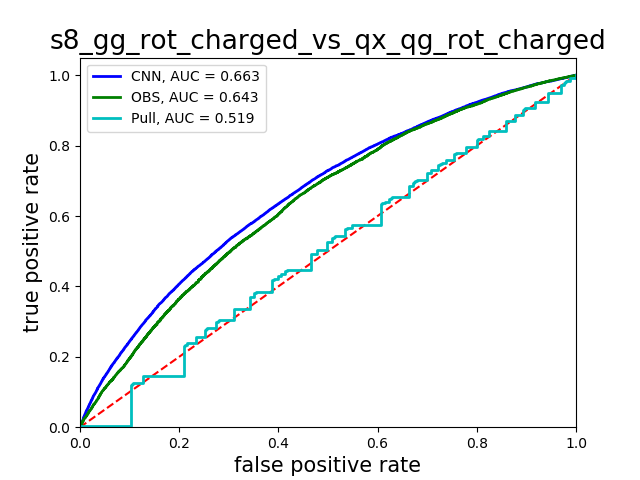 s8_gg_rot_charged_vs_qx_qg_rot_charged
1.0
0.8
0.6
0.4
0.2
0.0
true positive rate
CNN, AUC = 0.663
OBS, AUC = 0.643
Pull, AUC = 0.519
0.0
0.2
0.4
0.6
0.8
1.0
false positive rate